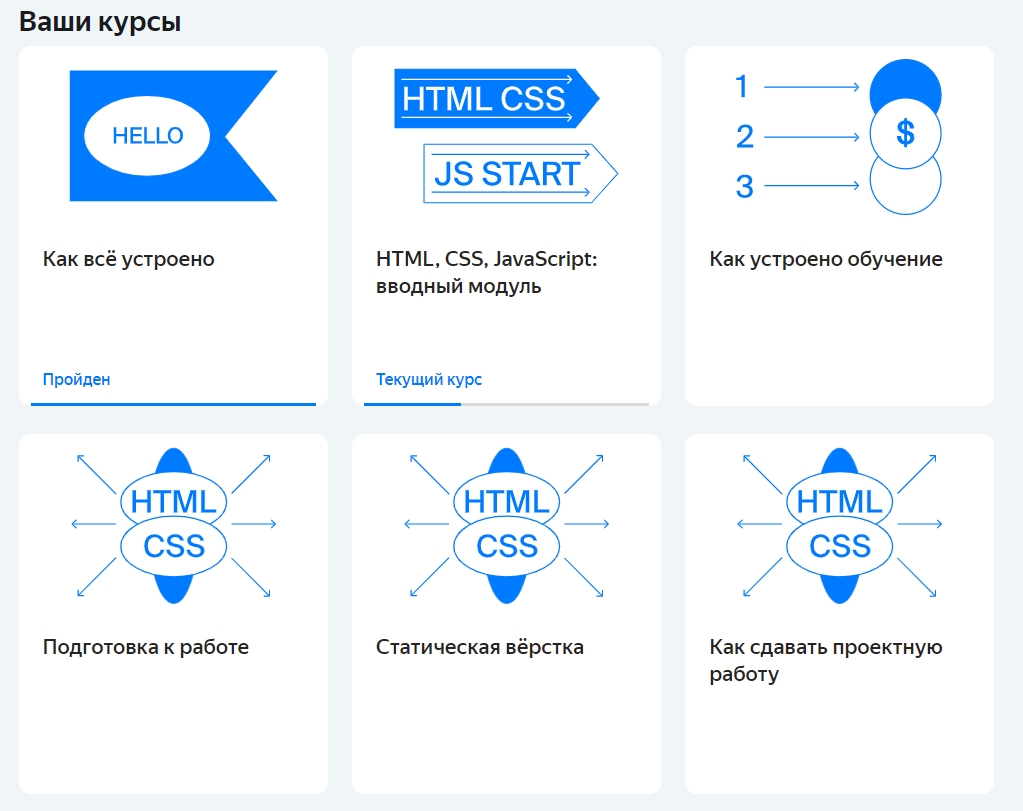 Ваши курсы
HELLO
Как всё устроено
Пройден
HTML CSS
JS START
HTML, CSS, JavaScript:
вводный модуль
Текущий курс
1
2
3
$
Как устроено обучение
HTML
CSS
Подготовка к работе
HTML
CSS
Статическая вёрстка
HTML
CSS
Как сдавать проектную
работу